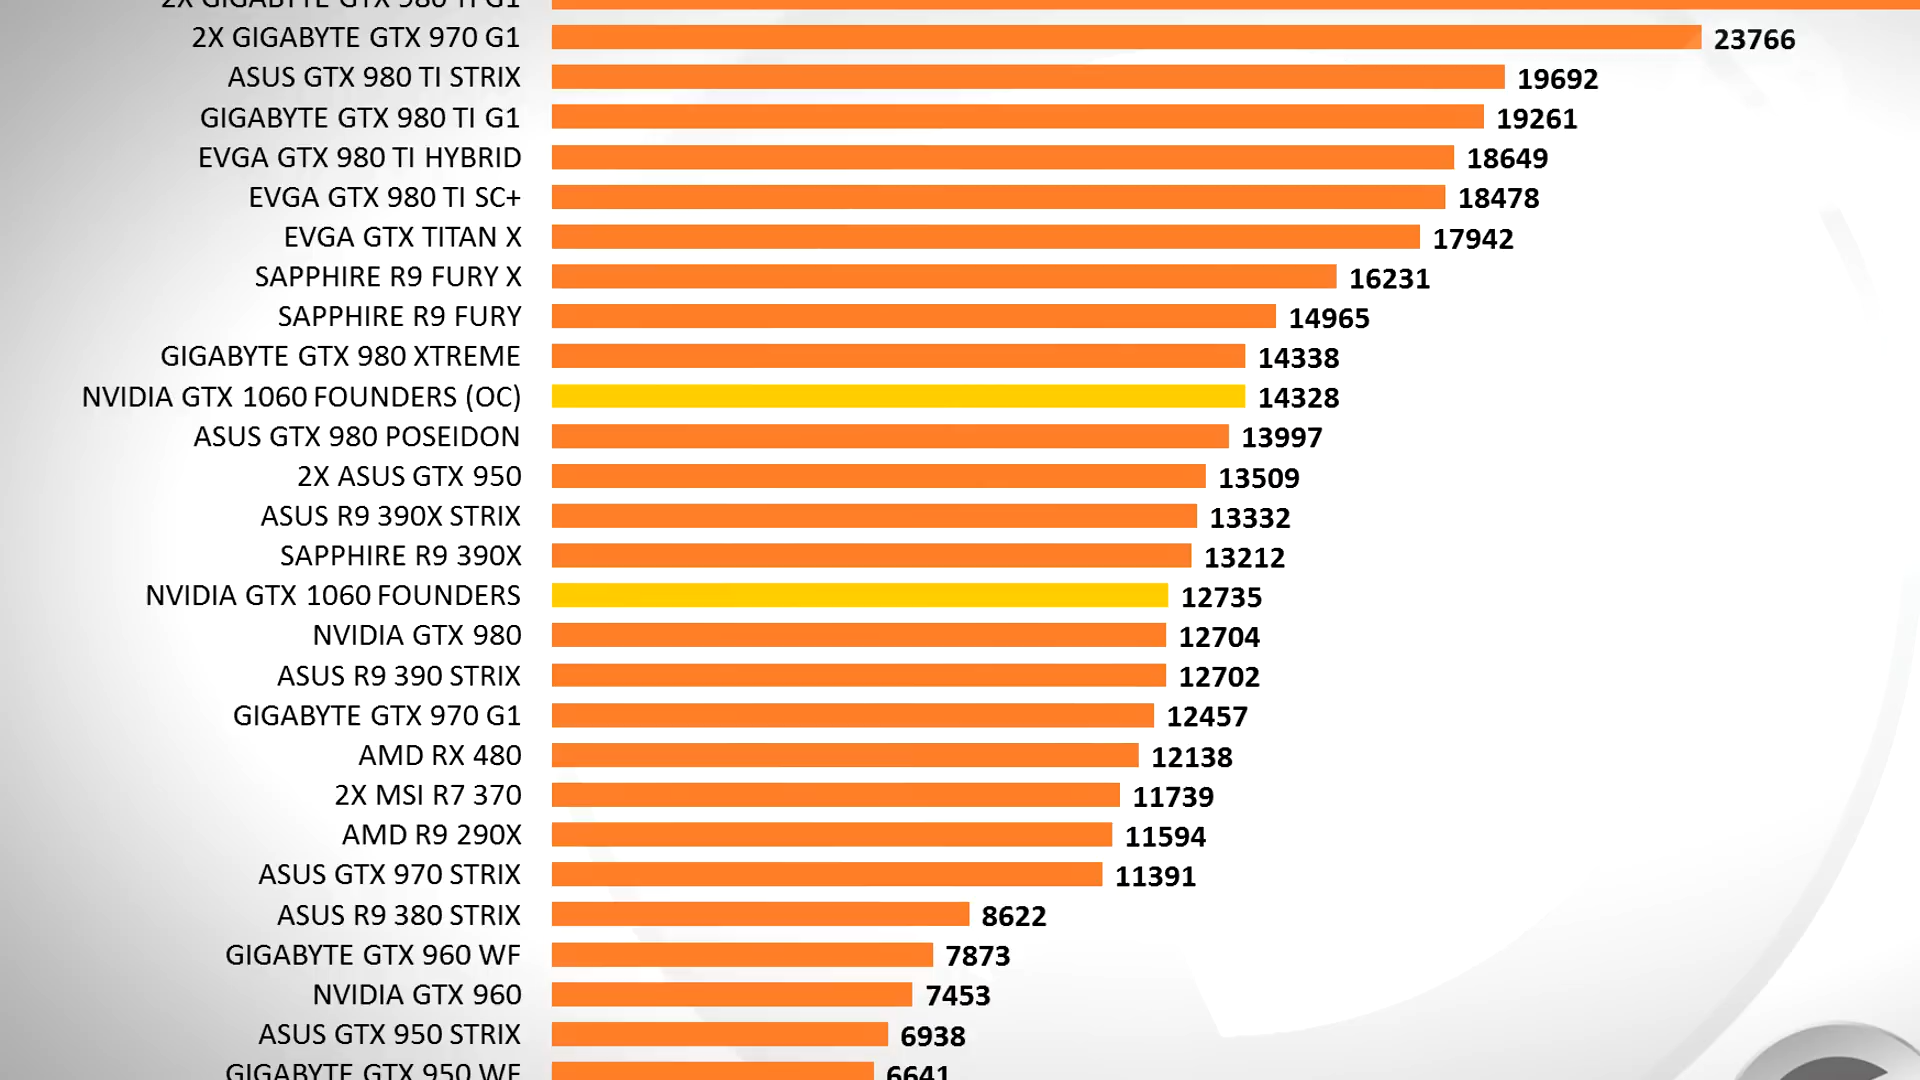 2X GIGABYTE GTX 980 TI G1
2X GIGABYTE GTX 970 G1 23766
ASUS GTX 980 TI STRIX 19692
GIGABYTE GTX 980 TI G1 19261
EVGA GTX 980 TI HYBRID 18649
EVGA GTX 980 TI SC+ 18478
EVGA GTX TITAN X 17942
SAPPHIRE R9 FURY X 16231
SAPPHIRE R9 FURY 14965
GIGABYTE GTX 980 XTREME 14338
NVIDIA GTX 1060 FOUNDERS (OC) 14328
ASUS GTX 980 POSEIDON 13997
2X ASUS GTX 950 13509
ASUS R9 390X STRIX 13332
SAPPHIRE R9 390X 13212
NVIDIA GTX 1060 FOUNDERS 12735
NVIDIA GTX 980 12704
ASUS R9 390 STRIX 12702
GIGABYTE GTX 970 G1 12457
AMD RX 480 12138
2X MSI R7 370 11739
AMD R9 290X 11594
ASUS GTX 970 STRIX 11391
ASUS R9 380 STRIX 8622
GIGABYTE GTX 960 WF 7873
NVIDIA GTX 960 7453
ASUS GTX 950 STRIX 6938
GIGABYTE GTX 950 WF 6641